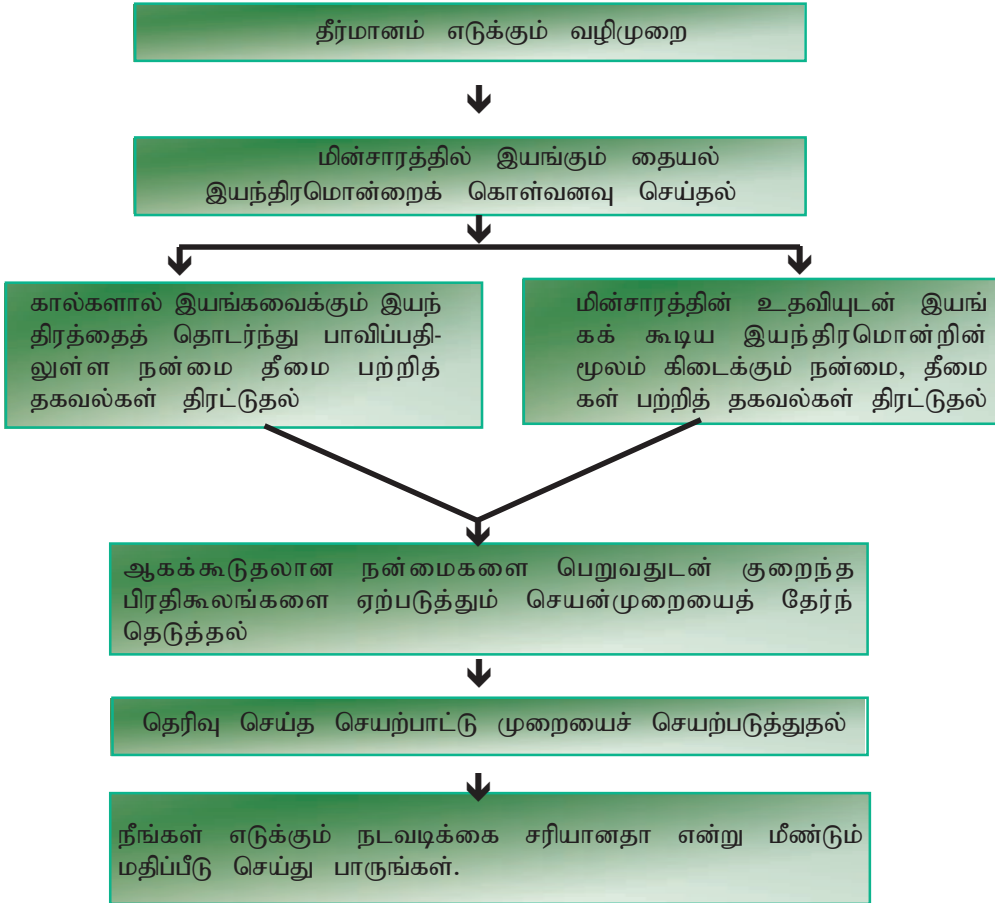 தீர்மானம் எடுக்கும் வழிமுறை
மின்சாரத்தில் இயங்கும் தையல்
இயந்திரமொன்றைக் கொள்வனவு செய்தல்
கால்களால் இயங்கவைக்கும் இயந்
திரத்தைத் தொடர்ந்து பாவிப்பதி-
லுள்ள நன்மை தீமை பற்றித்
தகவல்கள் திரட்டுதல்
மின்சாரத்தின் உதவியுடன் இயங்
கக் கூடிய இயந்திரமொன்றின்
மூலம் கிடைக்கும் நன்மை, தீமை
கள் பற்றித் தகவல்கள் திரட்டுதல்
ஆகக்கூடுதலான நன்மைகளை பெறுவதுடன் குறைந்த
பிரதிகூலங்களை ஏற்படுத்தும் செயன்முறையைத் தேர்ந்
தெடுத்தல்
தெரிவு செய்த செயற்பாட்டு முறையைச் செயற்படுத்துதல்
நீங்கள் எடுக்கும் நடவடிக்கை சரியானதா என்று மீண்டும்
மதிப்பீடு செய்து பாருங்கள்.